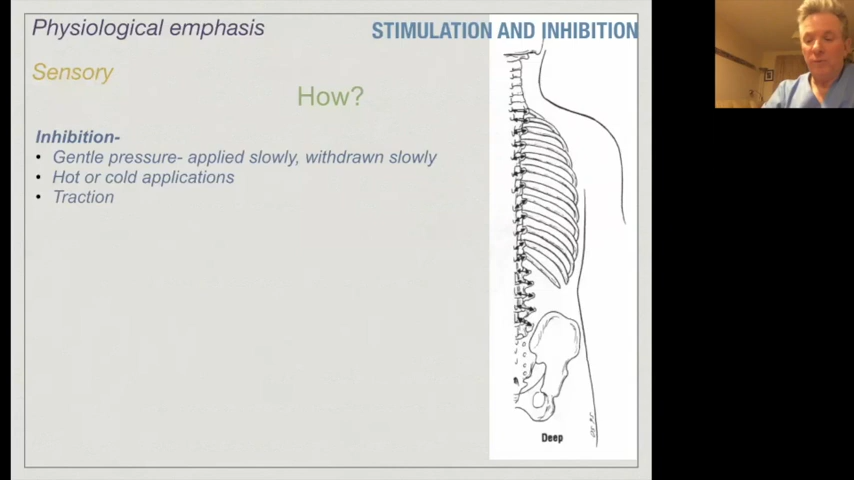 Physiological emphasis
STIMULATION AND INHIBITION
Sensory
How?
Inhibition-
• Gentle pressure- applied slowly, withdrawn slowly
• Hot or cold applications
• Traction
Deep